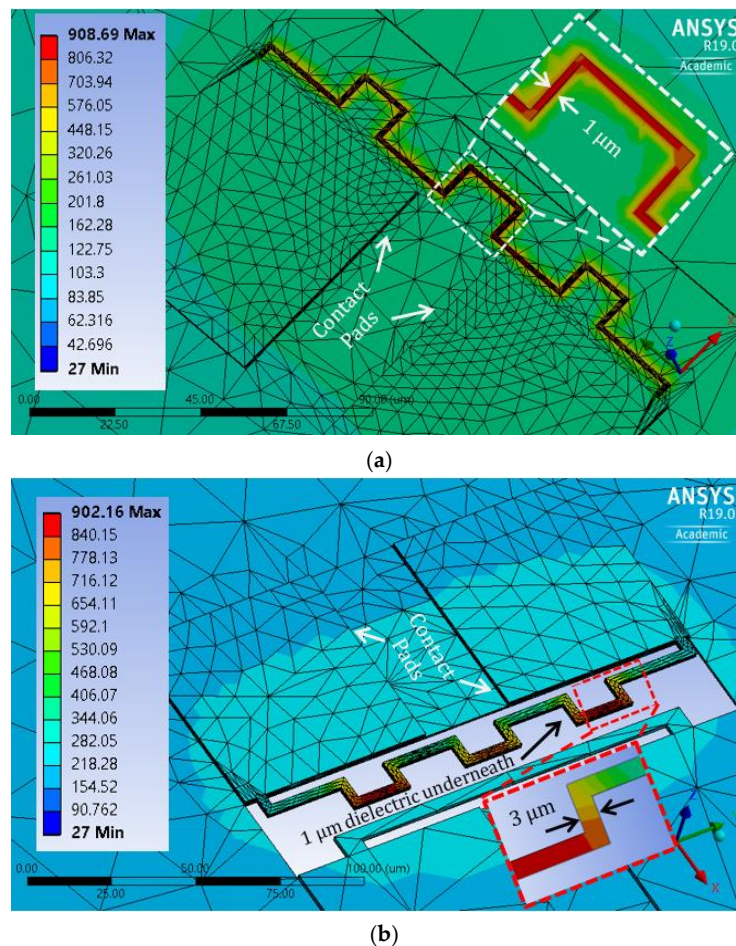 908.69 Max
806.32
703.94
576.05
448.15
320.26
261.03
201.8
162.28
122.75
103.3
83.85
62.316
42.696
27 Min
ANSYS
R19.0
Academic
1 μm
Contact
Pads
X
Z
0.00
45.00
90.00 (um)
22.50
67.50
(a)
902.16 Max
840.15
778.13
716.12
654.11
592.1
530.09
468.08
406.07
344.06
282.05
218.28
154.52
90.762
27 Min
ANSYS
R19.0
Academic
Contact
Pads
1 μm dielectric underneath
3 μm
Z
X
0.00
50.00
100.00 (um)
25.00
75.00
(b)